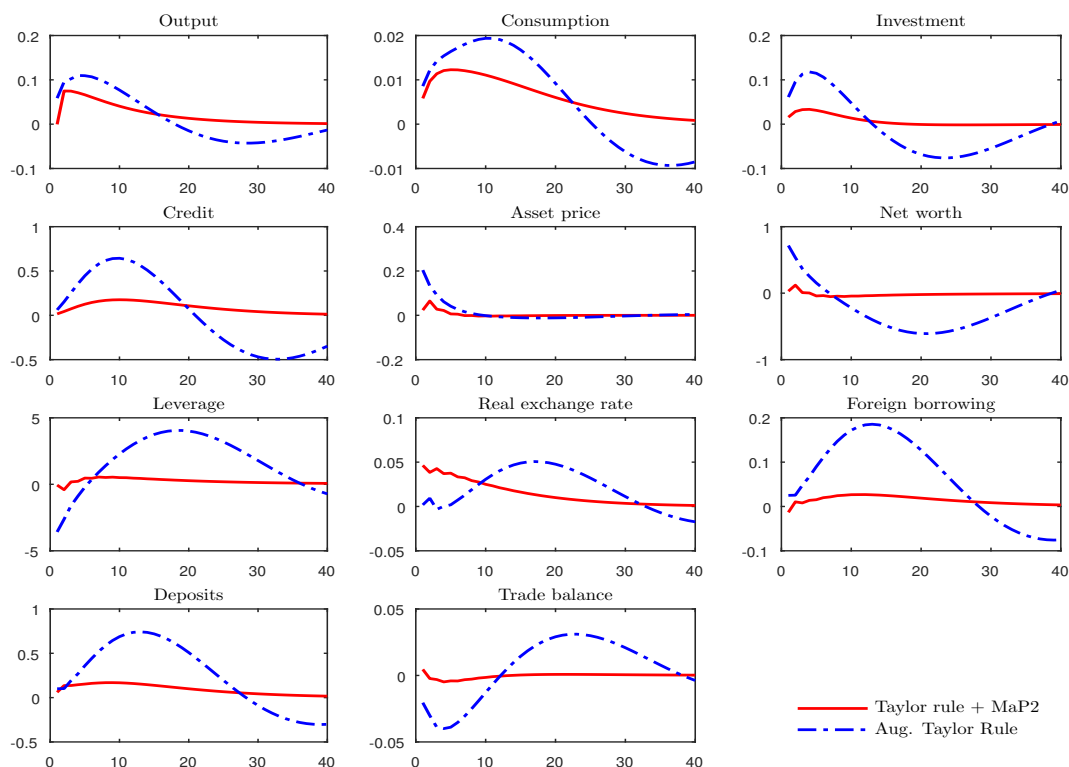 Output
0.2
0.1
0
-0.1
0 10 20 30 40
Consumption
0.02
0.01
0
-0.01
0 10 20 30 40
Investment
0.2
0.1
0
-0.1
0 10 20 30 40
Credit
1
0.5
0
-0.5
0 10 20 30 40
Asset price
0.4
0.2
0
-0.2
0 10 20 30 40
Net worth
1
0
-1
0 10 20 30 40
Leverage
5
0
-5
0 10 20 30 40
Real exchange rate
0.1
0.05
0
-0.05
0 10 20 30 40
Foreign borrowing
0.2
0.1
0
-0.1
0 10 20 30 40
Deposits
1
0.5
0
-0.5
0 10 20 30 40
Trade balance
0.05
0
-0.05
0 10 20 30 40
Taylor rule + MaP2
Aug. Taylor Rule